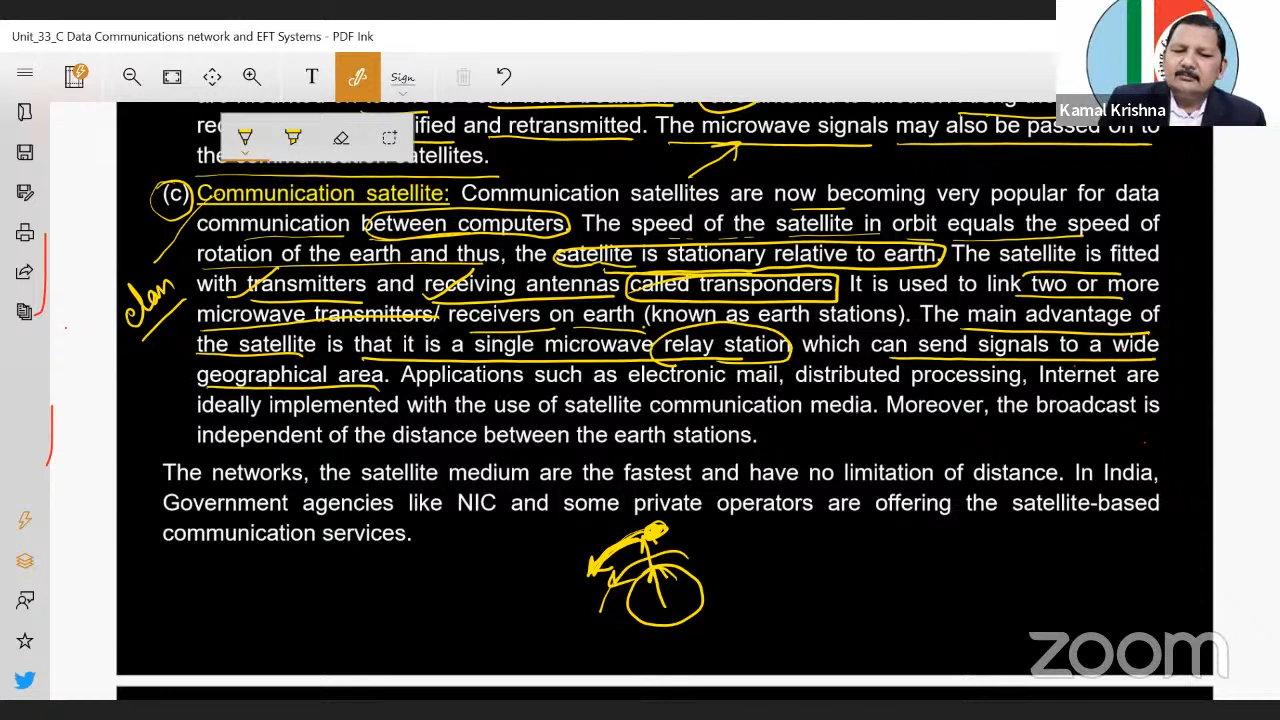 Unit_33_C Data Communications network and EFT Systems - PDF Ink
T
Sign
Kamal Krishna
and retransmitted. The microwave signals may also be passed on to
the communication satellites.
(c) Communication satellite: Communication satellites are now becoming very popular for data
communication between computers. The speed of the satellite in orbit equals the speed of
rotation of the earth and thus, the satellite is stationary relative to earth. The satellite is fitted
with transmitters and receiving antennas called transponders. It is used to link two or more
microwave transmitters/ receivers on earth (known as earth stations). The main advantage of
the satellite is that it is a single microwave relay station which can send signals to a wide
geographical area. Applications such as electronic mail, distributed processing, Internet are
ideally implemented with the use of satellite communication media. Moreover, the broadcast is
independent of the distance between the earth stations.
The networks, the satellite medium are the fastest and have no limitation of distance. In India,
Government agencies like NIC and some private operators are offering the satellite-based
communication services.
zoom